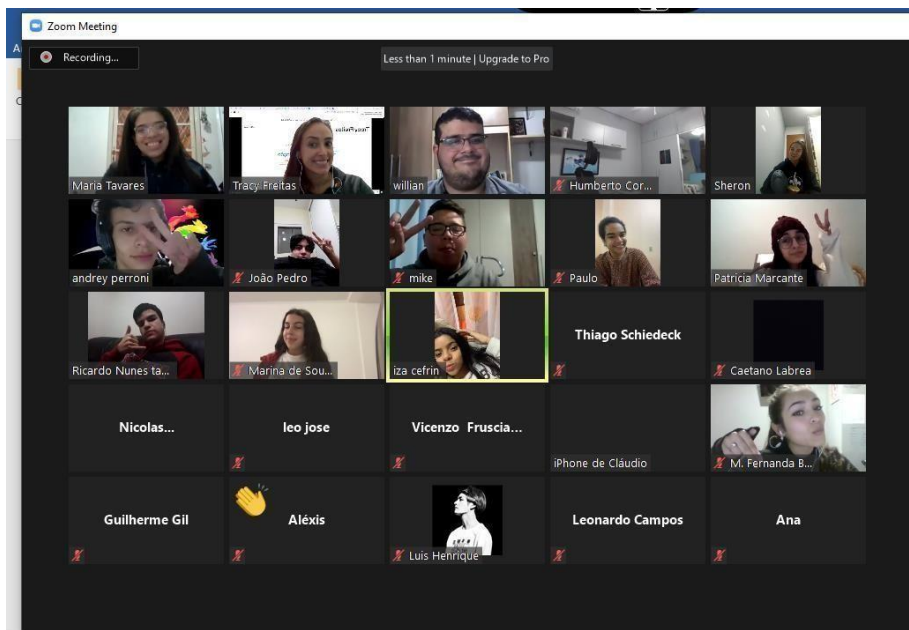 Zoom Meeting
Recording...
Less than 1 minute | Upgrade to Pro
Maria Tavares
Tracy Freitas
willian
Humberto Cor...
Sheron
andrey perroni
João Pedro
mike
Paulo
Patricia Marcante
Ricardo Nunes ta...
Marina de Sou...
iza cefrin
Thiago Schiedeck
Caetano Labrea
Nicolas...
leo jose
Vicenzo Fruscia...
iPhone de Cláudio
M. Fernanda B...
Guilherme Gil
Aléxis
Luis Henrique
Leonardo Campos
Ana